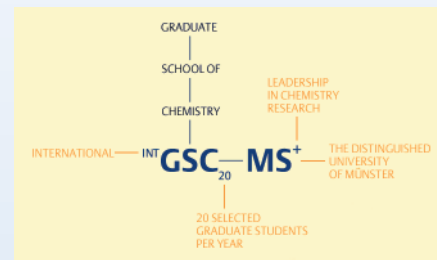 GRADUATE
SCHOOL OF
CHEMISTRY
LEADERSHIP
IN CHEMISTRY
RESEARCH
INTERNATIONAL
INT GSC 20 MS +
THE DISTINGUISHED
UNIVERSITY
OF MÜNSTER
20 SELECTED
GRADUATE STUDENTS
PER YEAR